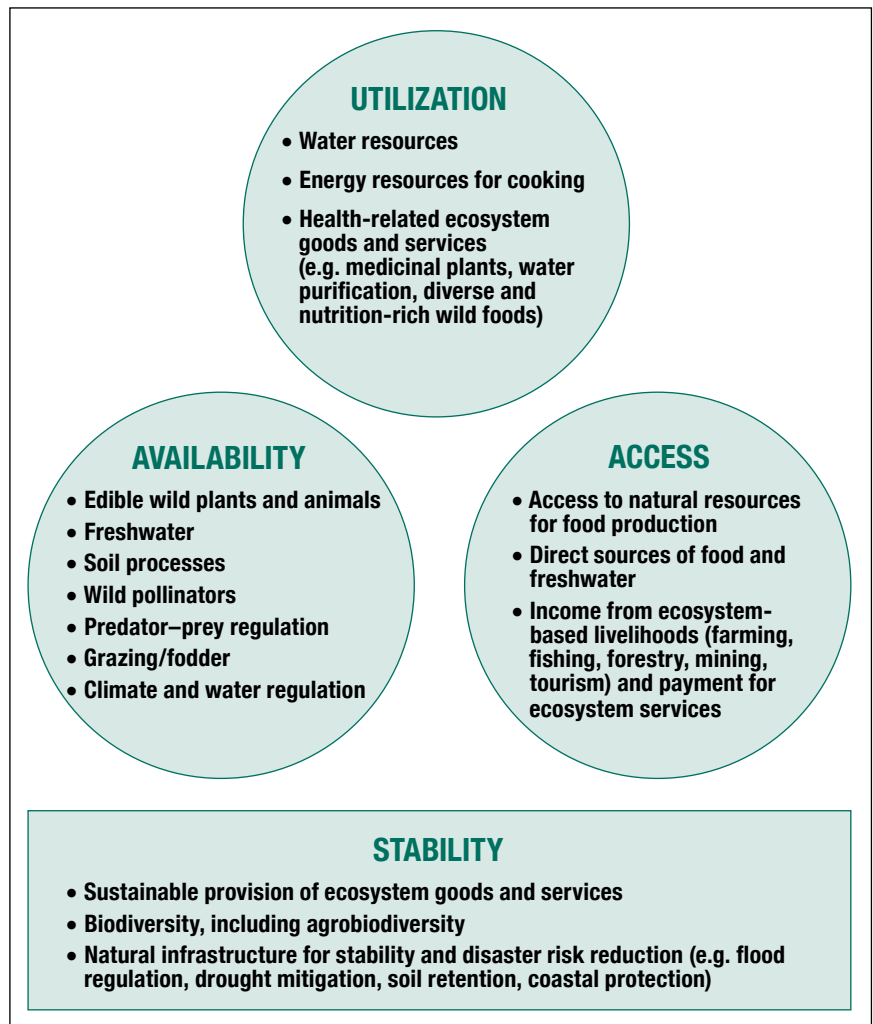 UTILIZATION
• Water resources
• Energy resources for cooking
• Health-related ecosystem
goods and services
(e.g. medicinal plants, water
purification, diverse and
nutrition-rich wild foods)
AVAILABILITY
• Edible wild plants and animals
• Freshwater
• Soil processes
• Wild pollinators
• Predator–prey regulation
• Grazing/fodder
• Climate and water regulation
ACCESS
• Access to natural resources
for food production
• Direct sources of food and
freshwater
• Income from ecosystem-
based livelihoods (farming,
fishing, forestry, mining,
tourism) and payment for
ecosystem services
STABILITY
• Sustainable provision of ecosystem goods and services
• Biodiversity, including agrobiodiversity
• Natural infrastructure for stability and disaster risk reduction (e.g. flood
regulation, drought mitigation, soil retention, coastal protection)